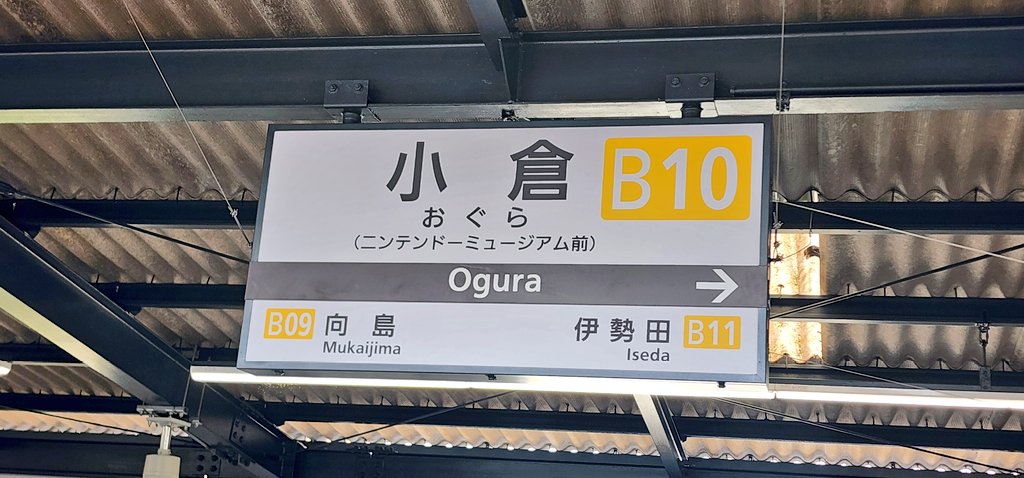 小倉 B10
おぐら
(ニンテンドーミュージアム前)
Ogura →
B09 向島 伊勢田 B11
Mukaijima Iseda